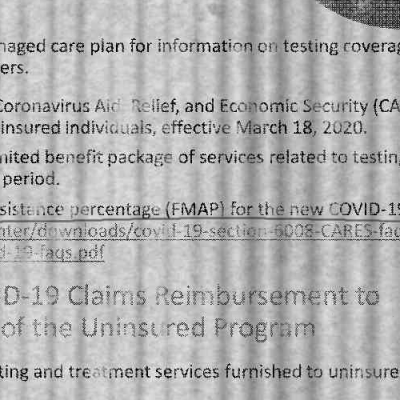 naged care plan for information on testing coverag
ers.
Coronavirus Aid, Relief, and Economic Security (CA
insured individuals, effective March 18, 2020.
nited benefit package of services related to testin
period.
sistance percentage (FMAP) for the new COVID-19
nter/downloads/covid-19-section-6008-CARES-faq
d-19-faqs.pdf
D-19 Claims Reimbursement to
of the Uninsured Program
ting and treatment services furnished to uninsure